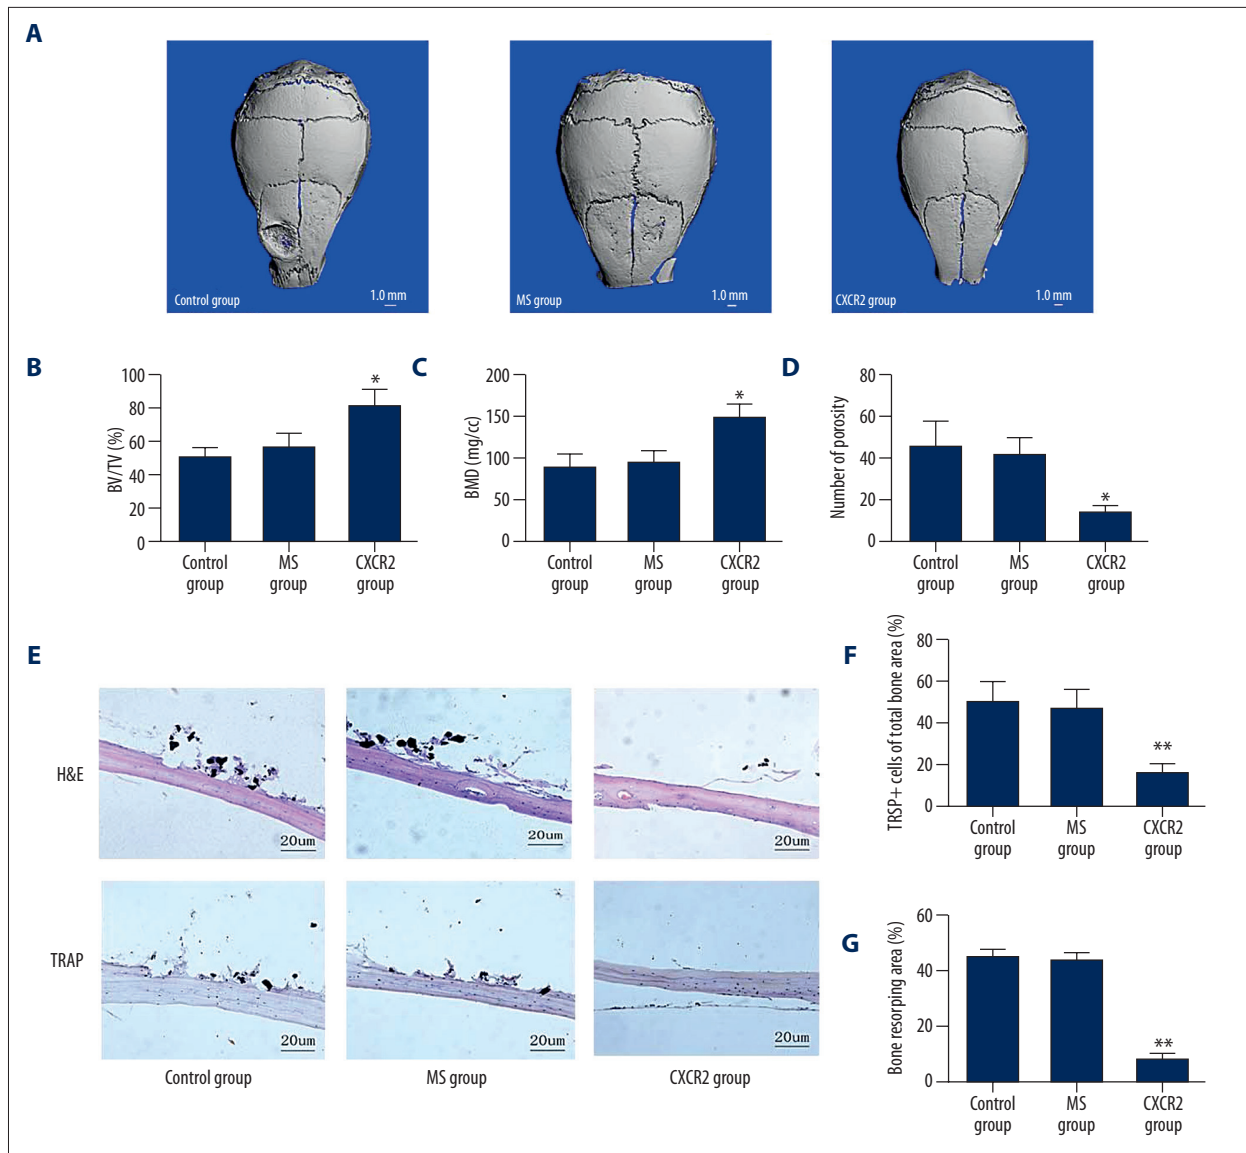 A
Control group
1.0 mm
MS group
1.0 mm
CXCR2 group
1.0 mm
B
BV/TV (%)
100
80
60
40
20
0
*
Control
group
MS
group
CXCR2
group
C
BMD (mg/cc)
200
150
100
50
0
*
Control
group
MS
group
CXCR2
group
D
Number of porosity
80
60
40
20
0
*
Control
group
MS
group
CXCR2
group
E
H&E
20um
20um
20um
TRAP
20um
20um
20um
Control group
MS group
CXCR2 group
F
TRSP+ cells of total bone area (%)
80
60
40
20
0
**
Control
group
MS
group
CXCR2
group
G
Bone resorping area (%)
60
40
20
0
**
Control
group
MS
group
CXCR2
group